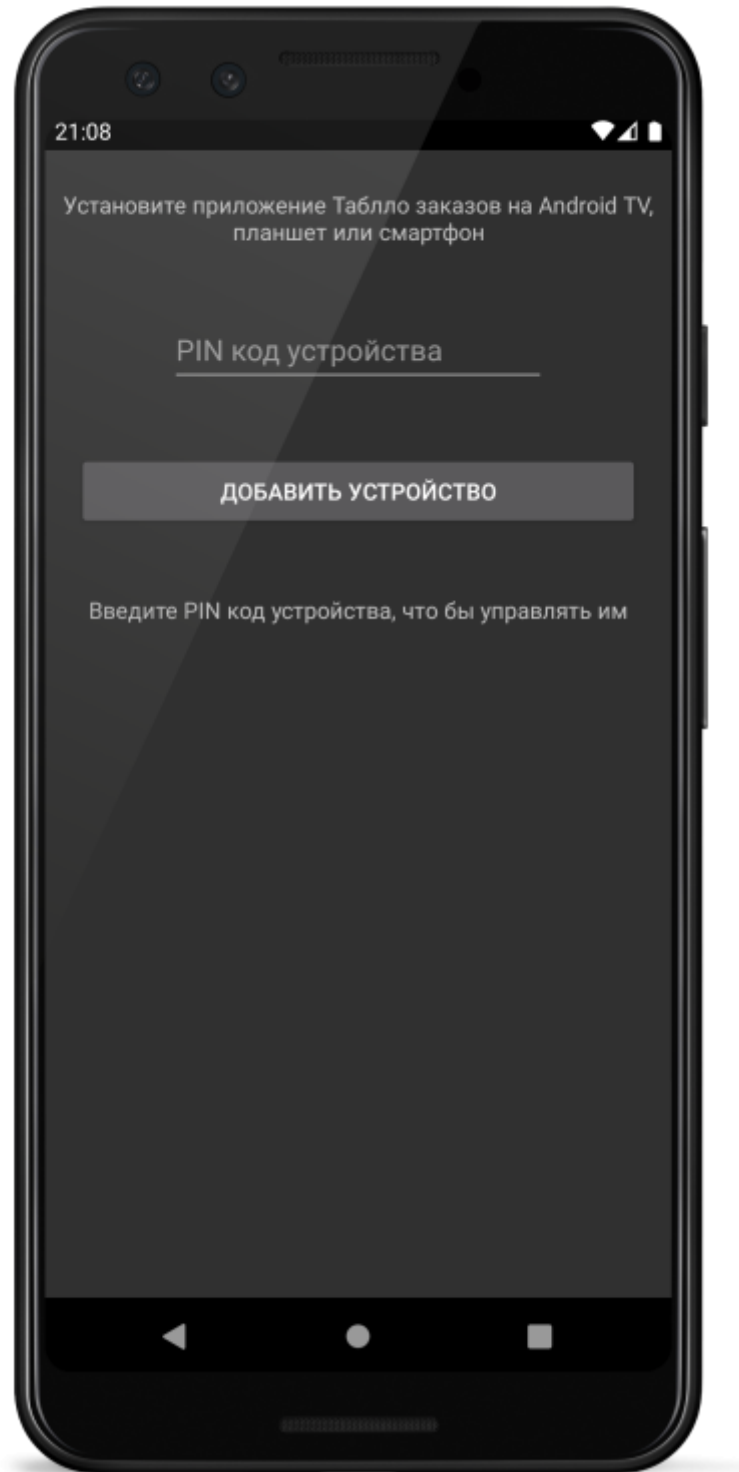 21:08
Установите приложение Таблло заказов на Android TV,
планшет или смартфон
PIN код устройства
ДОБАВИТЬ УСТРОЙСТВО
Введите PIN код устройства, что бы управлять им